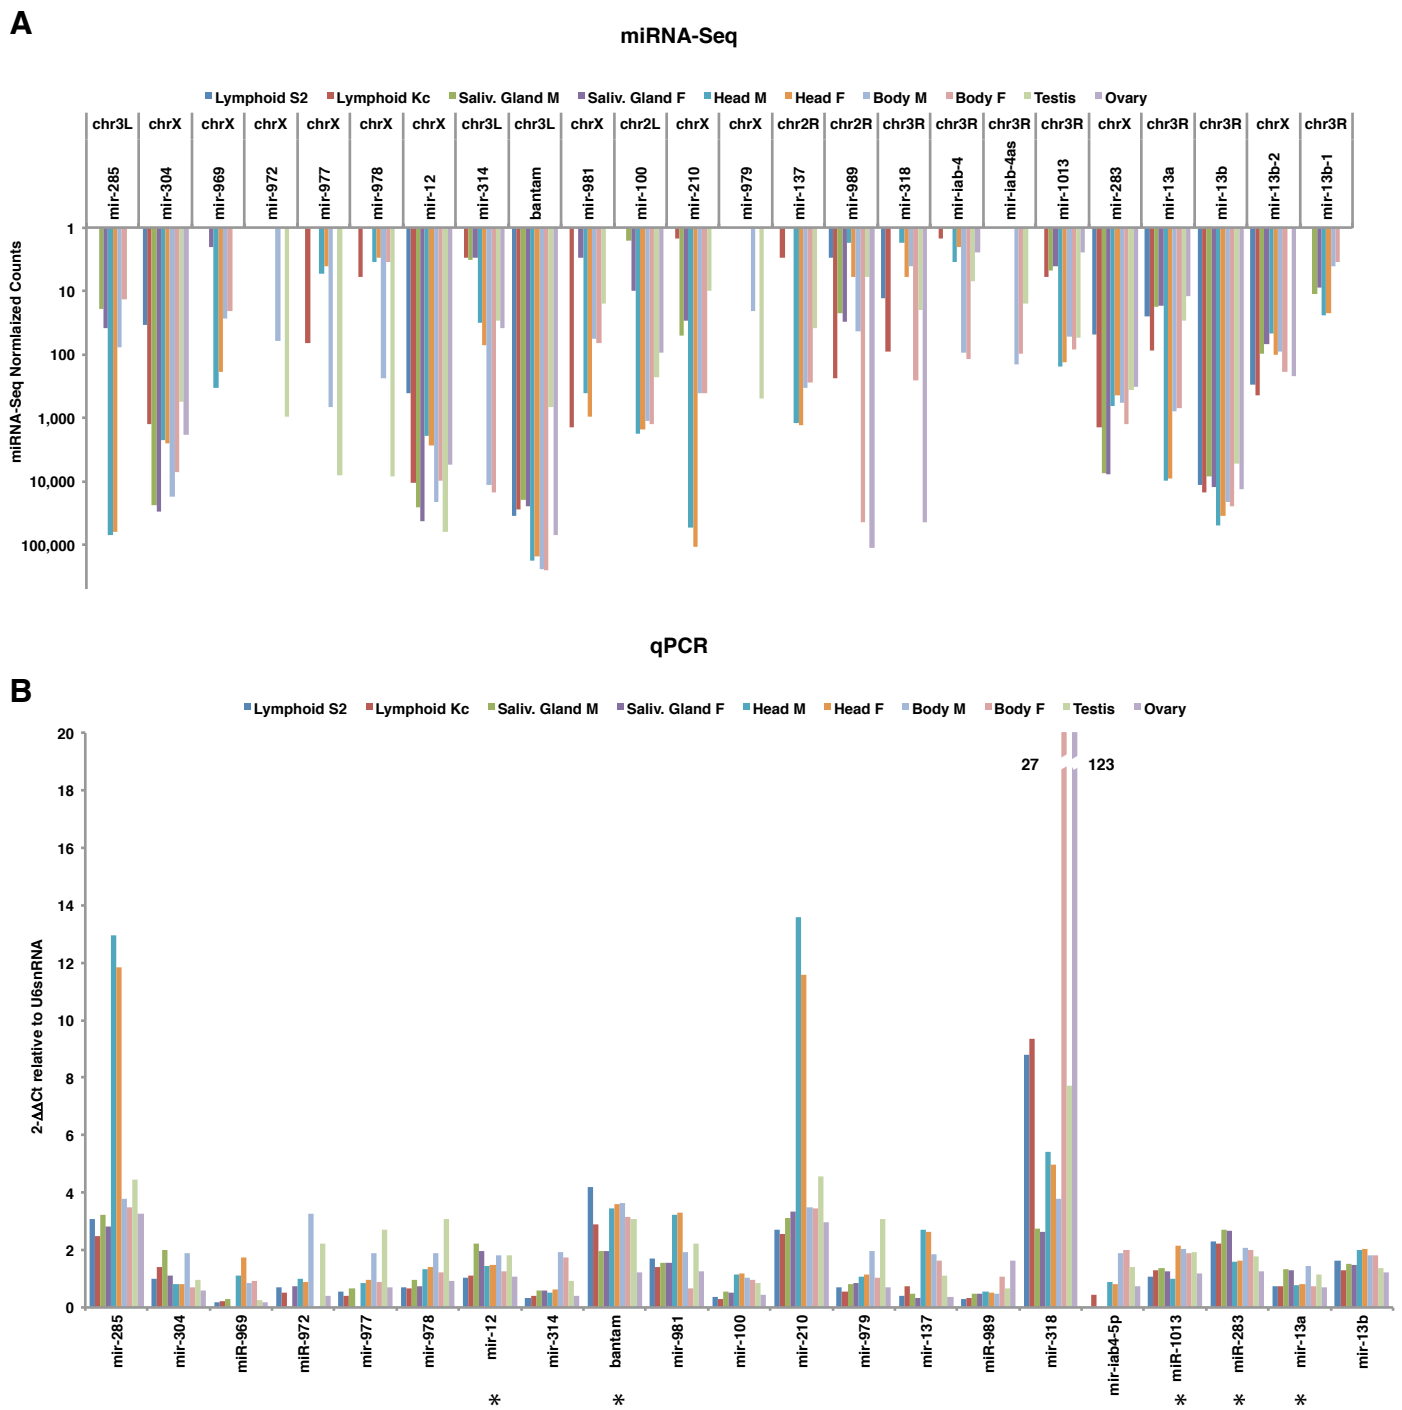 A
miRNA-Seq
Lymphoid S2 Lymphoid Kc Saliv. Gland M Saliv. Gland F Head M Head F Body M Body F Testis Ovary
chr3L chrX chrX chrX chrX chrX chrX chr3L chr3L chrX chr2L chrX chrX chr2R chr2R chr3R chr3R chr3R chr3R chrX chr3R chr3R chrX chr3R
mir-285 mir-304 mir-969 mir-972 mir-977 mir-978 mir-12 mir-314 bantam mir-981 mir-100 mir-210 mir-979 mir-137 mir-989 mir-318 mir-iab-4 mir-iab-4as mir-1013 mir-283 mir-13a mir-13b mir-13b-2 mir-13b-1
miRNA-Seq Normlaized Counts
1
10
100
1,000
10,000
100,000
qPCR
B
Lymphoid S2 Lymphoid Kc Saliv. Gland M Saliv. Gland F Head M Head F Body M Body F Testis Ovary
2-ΔΔCt relative to U6snRNA
20
27 123
18
16
14
12
10
8
6
4
2
0
mir-285 mir-304 miR-969 miR-972 mir-977 mir-978 mir-12 mir-314 bantam mir-981 mir-100 mir-210 mir-979 mir-137 miR-989 mir-318 mir-iab4-5p miR-1013 miR-283 mir-13a mir-13b
* * * * *